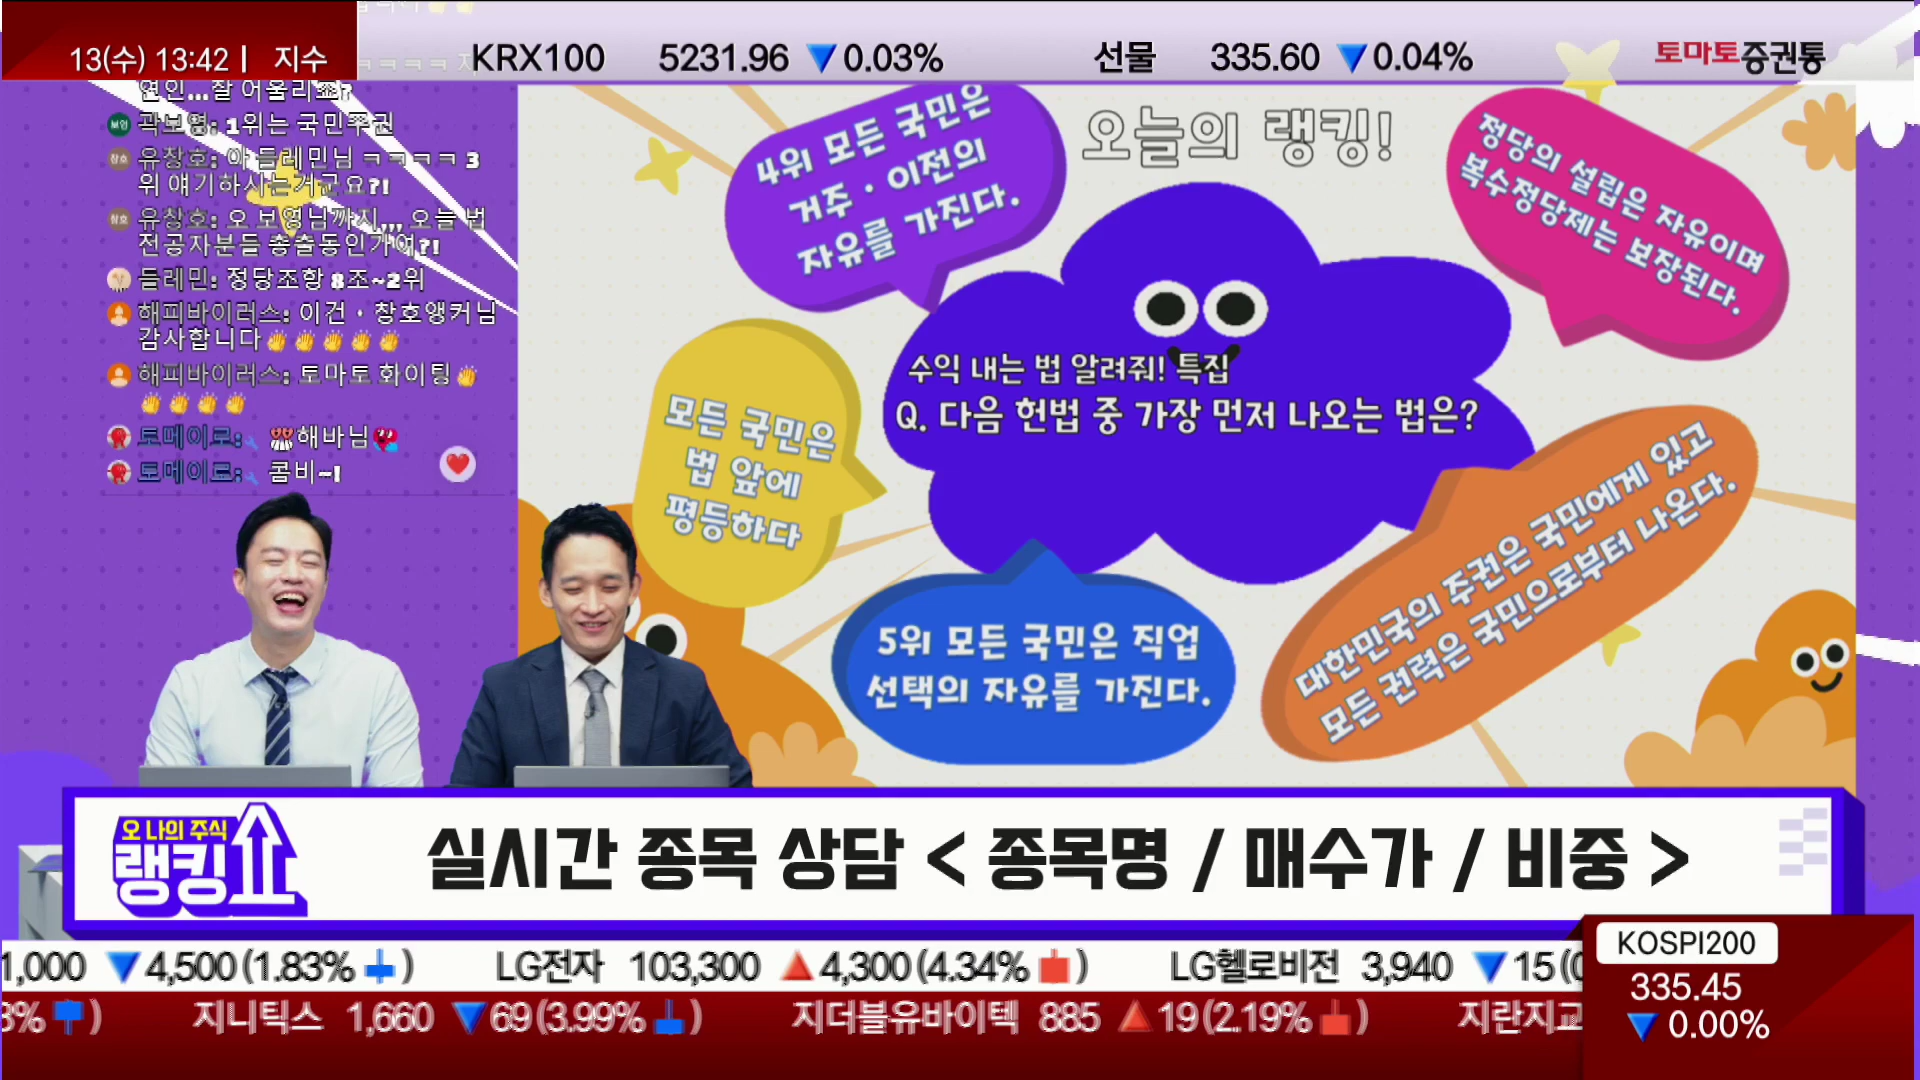 13(수) 13:42 | 지수
KRX100 5231.96 ▼0.03%
선물 335.60 ▼0.04%
토마토증권통
연인...잘 어울리죠?
곽보영: 1위는 국민주권
유창호: 아 들레민님 ㅋㅋㅋㅋ 3
위 얘기하시는거군요?!
유창호: 오 보영님까지,,, 오늘 법
전공자분들 총출동인가여?!
들레민: 정당조항 8조~2위
해피바이러스: 이건·창호앵커님
감사합니다👏👏👏👏👏
해피바이러스: 토마토 화이팅👏
👏👏👏👏
토메이로: 해바님
토메이로: 콤비~!
오늘의 랭킹!
4위 모든 국민은
거주·이전의
자유를 가진다.
정당의 설립은 자유이며
복수정당제는 보장된다.
수익 내는 법 알려줘! 특집
Q. 다음 헌법 중 가장 먼저 나오는 법은?
모든 국민은
법 앞에
평등하다
5위 모든 국민은 직업
선택의 자유를 가진다.
대한민국의 주권은 국민에게 있고
모든 권력은 국민으로부터 나온다.
오 나의 주식
랭킹쇼
실시간 종목 상담 < 종목명 / 매수가 / 비중 >
1,000 ▼4,500(1.83% ) LG전자 103,300 ▲4,300(4.34% ) LG헬로비전 3,940 ▼15(0
3% ) 지니틱스 1,660 ▼69(3.99% ) 지더블유바이텍 885 ▲19(2.19% ) 지란지교
KOSPI200
335.45
▼0.00%